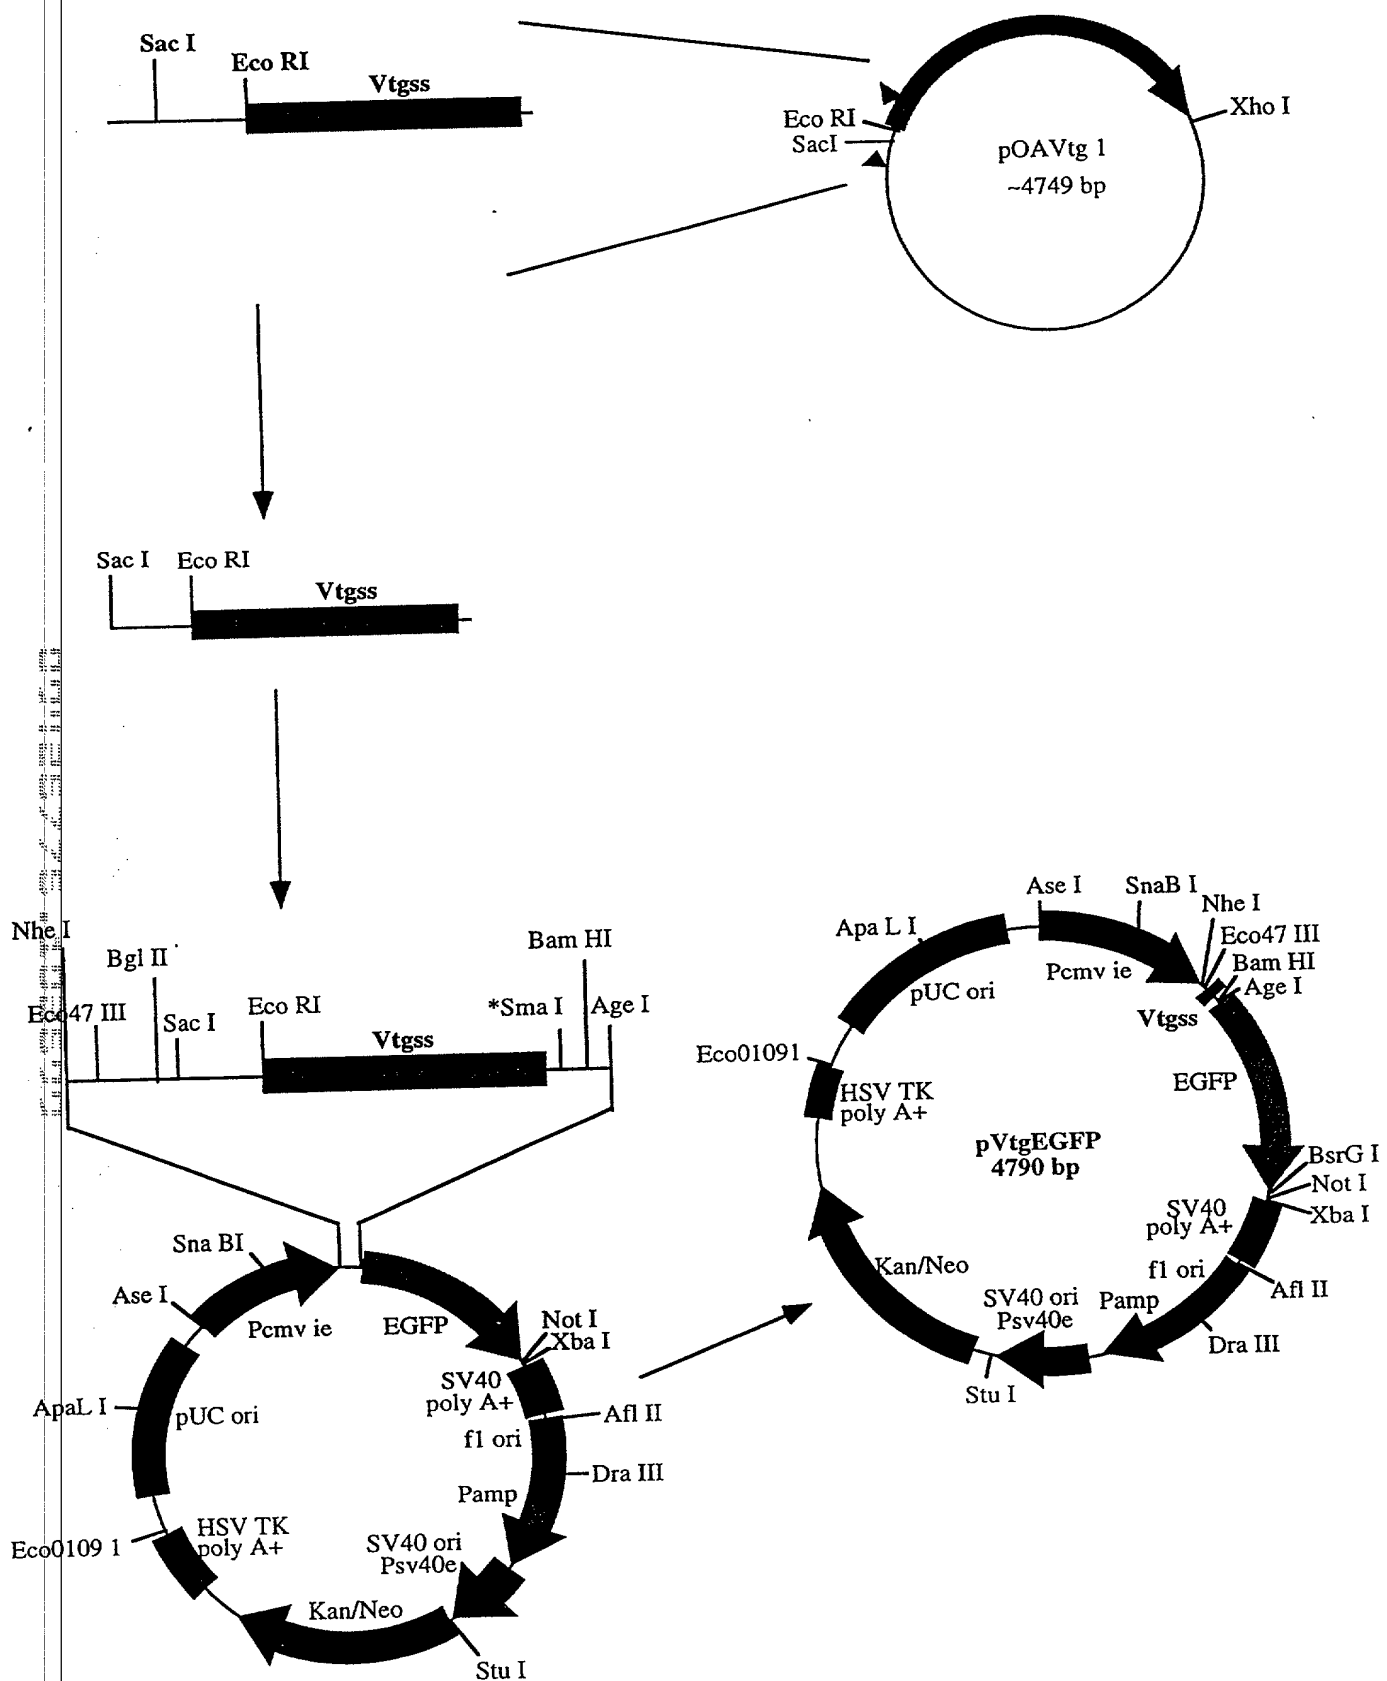 Sac I
Eco RI
Vtgss
Eco RI
SacI
Xho I
pOAVtg 1
~4749 bp
Sac I
Eco RI
Vtgss
Nhe I
Bgl II
Eco47 III
Sac I
Eco RI
Vtgss
*Sma I
Bam HI
Age I
Sna BI
Ase I
Pcmv ie
EGFP
Not I
Xba I
SV40
poly A+
ApaL I
pUC ori
Afl II
f1 ori
Dra III
Pamp
HSV TK
poly A+
Eco0109 1
SV40 ori
Psv40e
Kan/Neo
Stu I
Ase I
SnaB I
Nhe I
Eco47 III
Bam HI
Age I
Apa L I
pUC ori
Pcmv ie
Vtgss
Eco01091
HSV TK
poly A+
EGFP
pVtgEGFP
4790 bp
BsrG I
Not I
Xba I
SV40
poly A+
f1 ori
Afl II
Kan/Neo
SV40 ori
Psv40e
Pamp
Dra III
Stu I